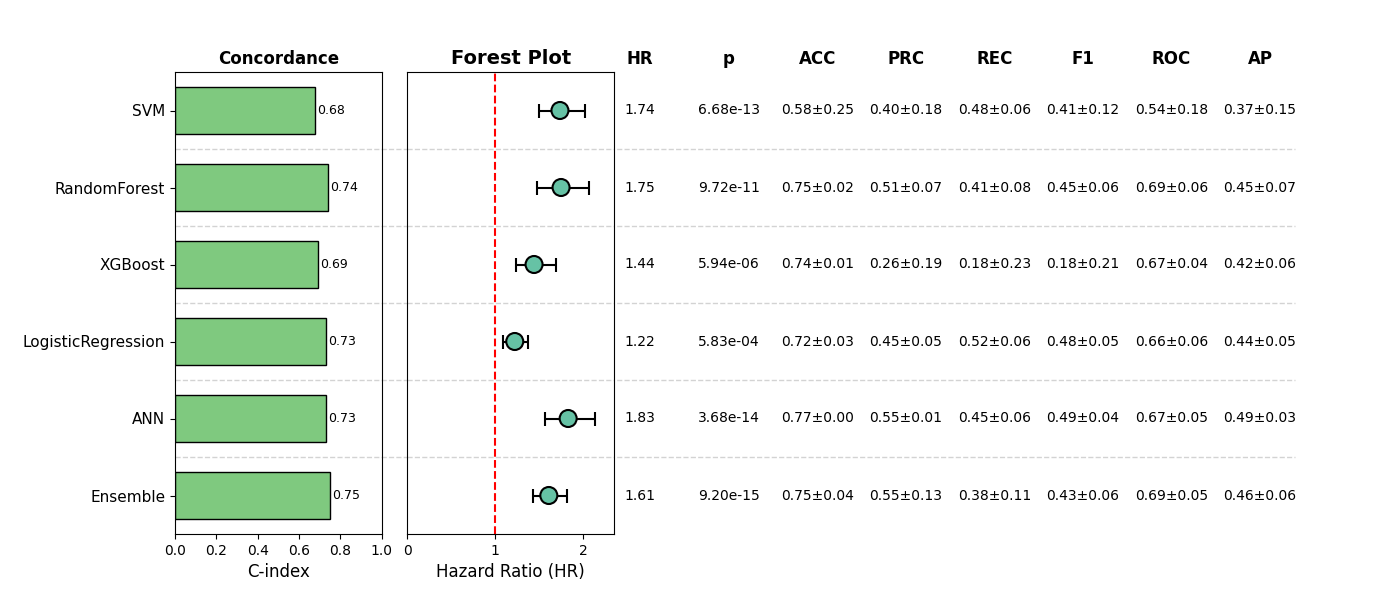 Concordance Forest Plot HR p ACC PRC REC F1 ROC AP
SVM 0.68 1.74 6.68e-13 0.58±0.25 0.40±0.18 0.48±0.06 0.41±0.12 0.54±0.18 0.37±0.15
RandomForest 0.74 1.75 9.72e-11 0.75±0.02 0.51±0.07 0.41±0.08 0.45±0.06 0.69±0.06 0.45±0.07
XGBoost 0.69 1.44 5.94e-06 0.74±0.01 0.26±0.19 0.18±0.23 0.18±0.21 0.67±0.04 0.42±0.06
LogisticRegression 0.73 1.22 5.83e-04 0.72±0.03 0.45±0.05 0.52±0.06 0.48±0.05 0.66±0.06 0.44±0.05
ANN 0.73 1.83 3.68e-14 0.77±0.00 0.55±0.01 0.45±0.06 0.49±0.04 0.67±0.05 0.49±0.03
Ensemble 0.75 1.61 9.20e-15 0.75±0.04 0.55±0.13 0.38±0.11 0.43±0.06 0.69±0.05 0.46±0.06
0.0 0.2 0.4 0.6 0.8 1.0 0 1 2
C-index Hazard Ratio (HR)